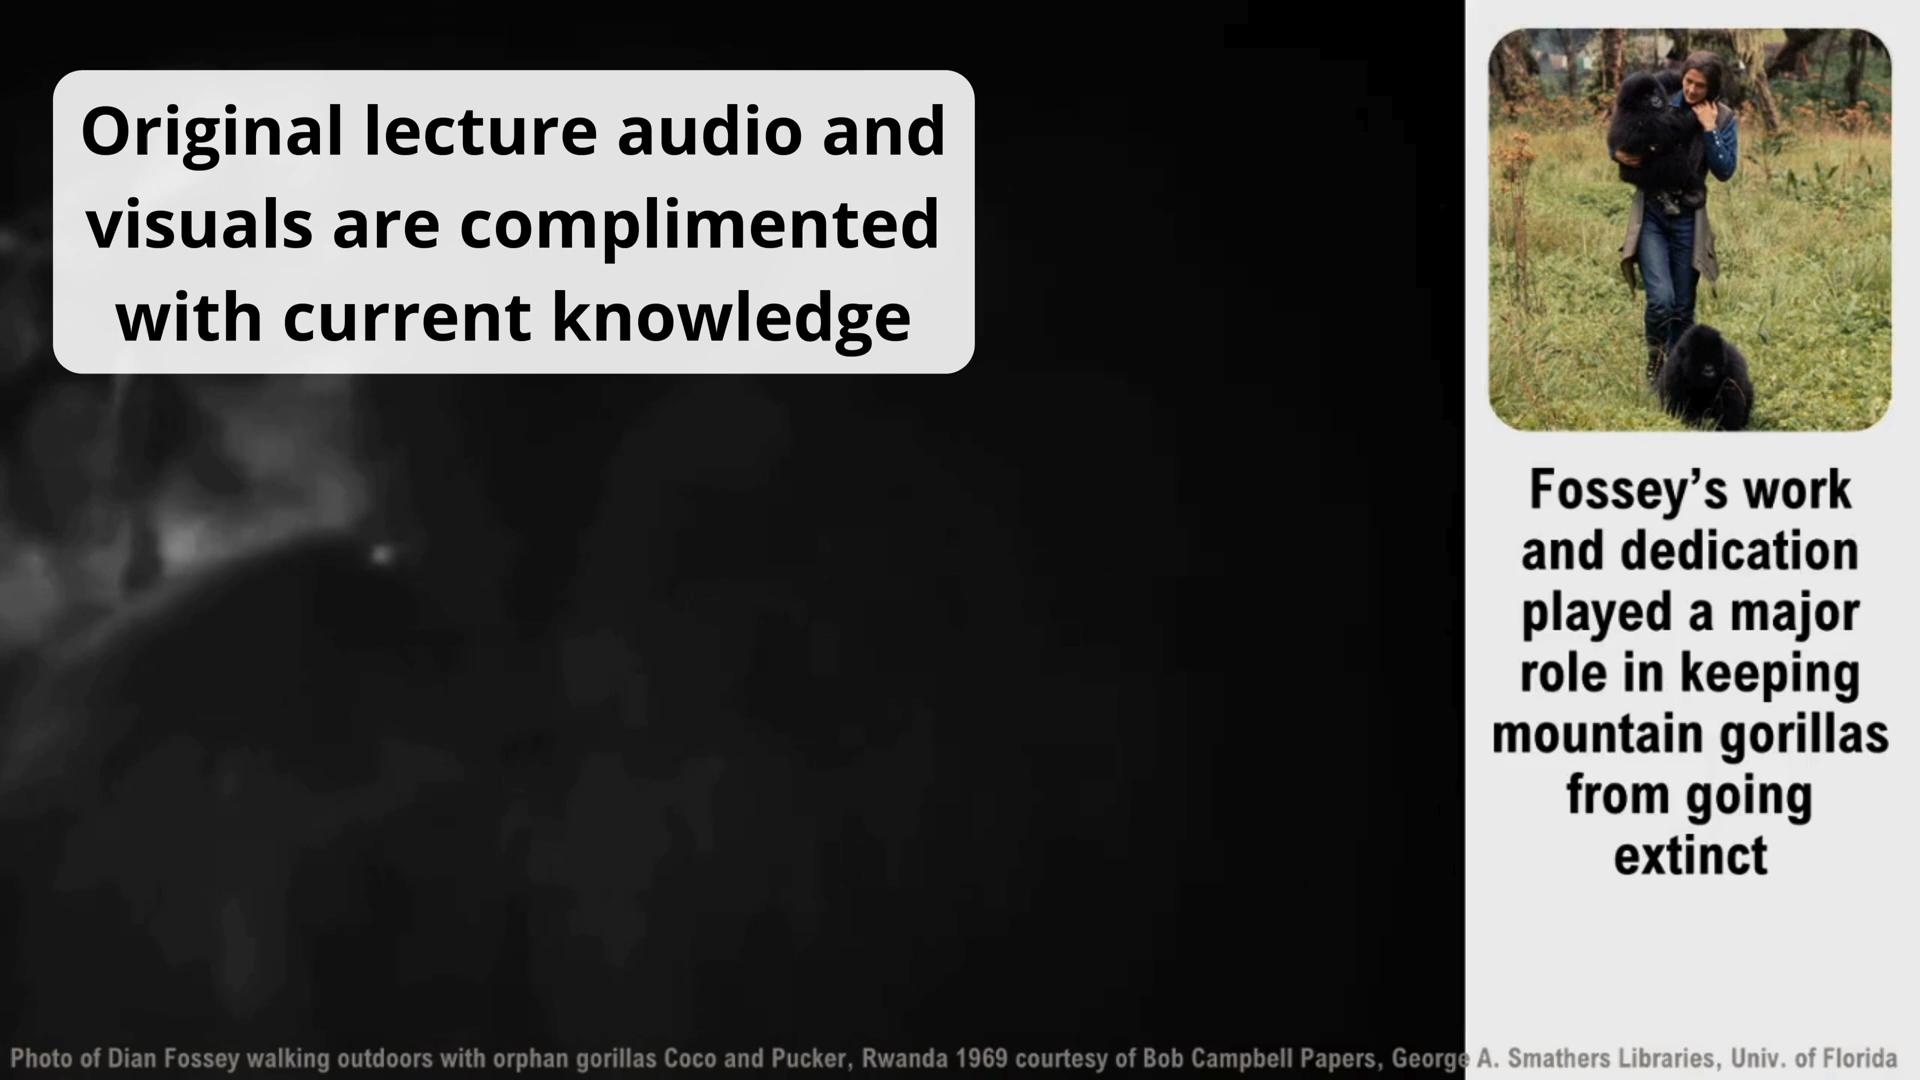 Original lecture audio and
visuals are complimented
with current knowledge
Fossey’s work
and dedication
played a major
role in keeping
mountain gorillas
from going
extinct
Photo of Dian Fossey walking outdoors with orphan gorillas Coco and Pucker, Rwanda 1969 courtesy of Bob Campbell Papers, George A. Smathers Libraries, Univ. of Florida